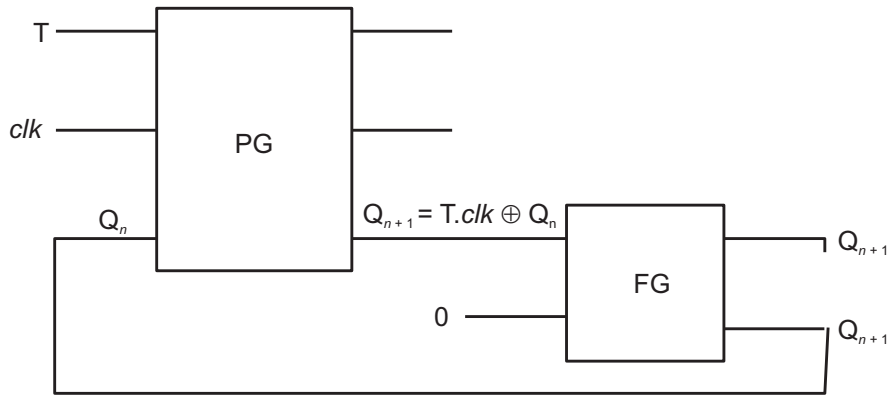 T
clk
PG
Qₙ
Qₙ ₊ ₁ = T.clk ⊕ Qₙ
Qₙ ₊ ₁
FG
0
Qₙ ₊ ₁